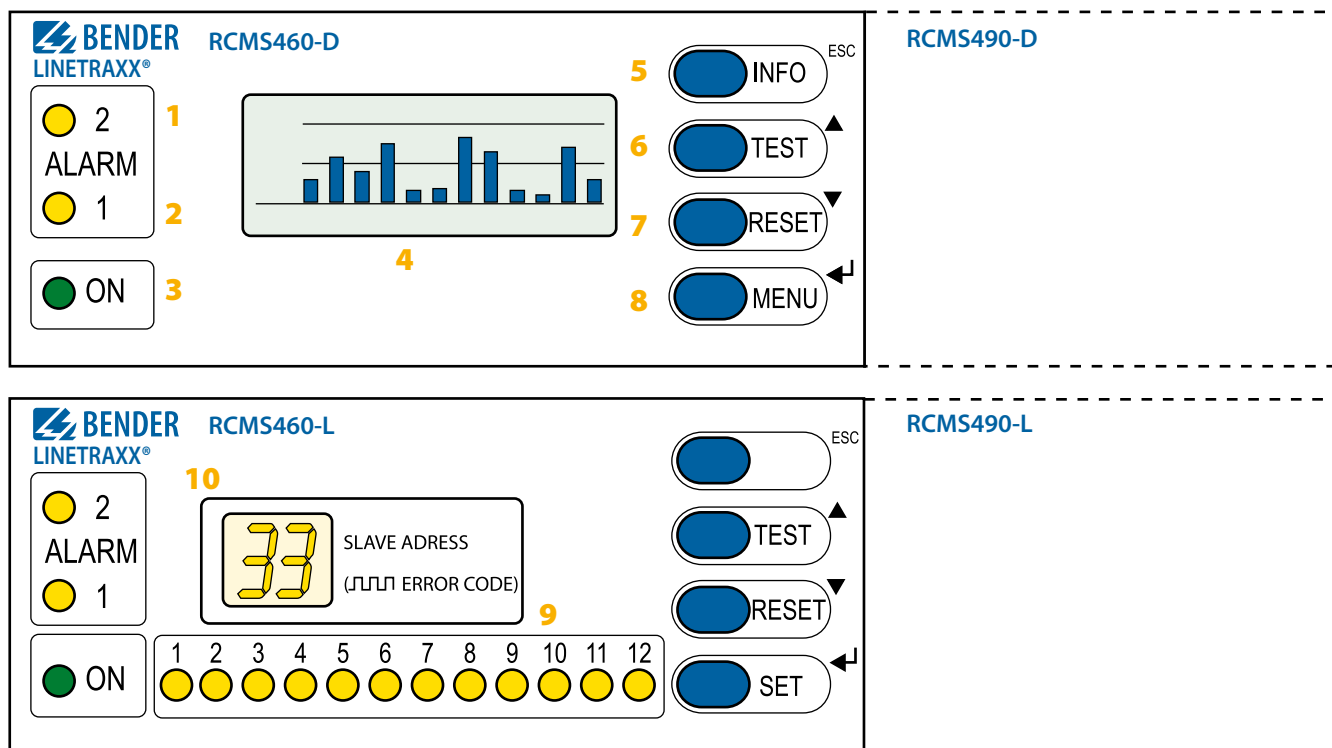 BENDER RCMS460-D
LINETRAXX®
RCMS490-D
2
ALARM
1
ON
1
2
3
4
5
6
7
8
INFO ESC
TEST
RESET
MENU
BENDER RCMS460-L
LINETRAXX®
RCMS490-L
2
ALARM
1
ON
10
33
SLAVE ADRESS
( ERROR CODE)
9
1 2 3 4 5 6 7 8 9 10 11 12
ESC
TEST
RESET
SET